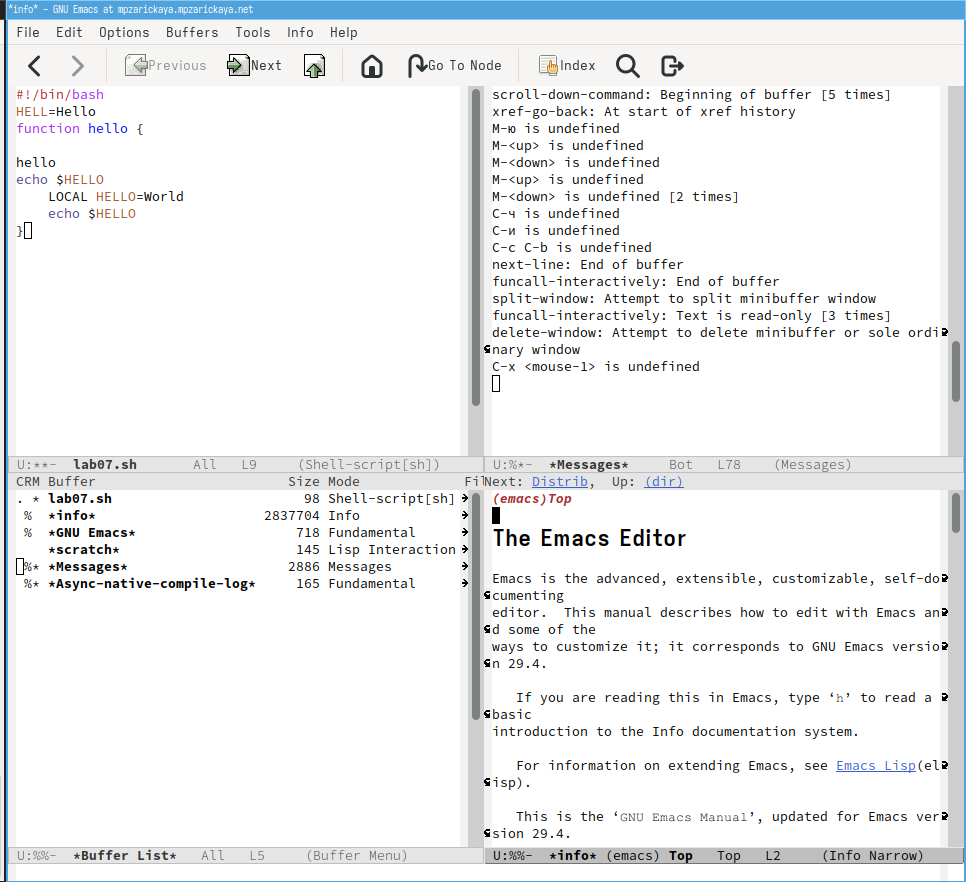 *info* - GNU Emacs at mpzarickaya.mpzarickaya.net
File Edit Options Buffers Tools Info Help
Previous Next Go To Node Index
#!/bin/bash
HELL=Hello
function hello {
hello
echo $HELLO
LOCAL HELLO=World
echo $HELLO
}
U:**- lab07.sh All L9 (Shell-script[sh])
scroll-down-command: Beginning of buffer [5 times]
xref-go-back: At start of xref history
M-ю is undefined
M-<up> is undefined
M-<down> is undefined
M-<up> is undefined
M-<down> is undefined [2 times]
C-ч is undefined
C-и is undefined
C-c C-b is undefined
next-line: End of buffer
funcall-interactively: End of buffer
split-window: Attempt to split minibuffer window
funcall-interactively: Text is read-only [3 times]
delete-window: Attempt to delete minibuffer or sole ordi
nary window
C-x <mouse-1> is undefined
U:%*- *Messages* Bot L78 (Messages)
CRM Buffer Size Mode Fil
. * lab07.sh 98 Shell-script[sh]
% *info* 2837704 Info
% *GNU Emacs* 718 Fundamental
*scratch* 145 Lisp Interaction
%* *Messages* 2886 Messages
%* *Async-native-compile-log* 165 Fundamental
U:%%- *Buffer List* All L5 (Buffer Menu)
Next: Distrib, Up: (dir)
(emacs)Top
The Emacs Editor
Emacs is the advanced, extensible, customizable, self-do
cumenting
editor. This manual describes how to edit with Emacs an
d some of the
ways to customize it; it corresponds to GNU Emacs versio
n 29.4.
If you are reading this in Emacs, type ‘h’ to read a
basic
introduction to the Info documentation system.
For information on extending Emacs, see Emacs Lisp(el
isp).
This is the ‘GNU Emacs Manual’, updated for Emacs ver
sion 29.4.
U:%%- *info* (emacs) Top Top L2 (Info Narrow)